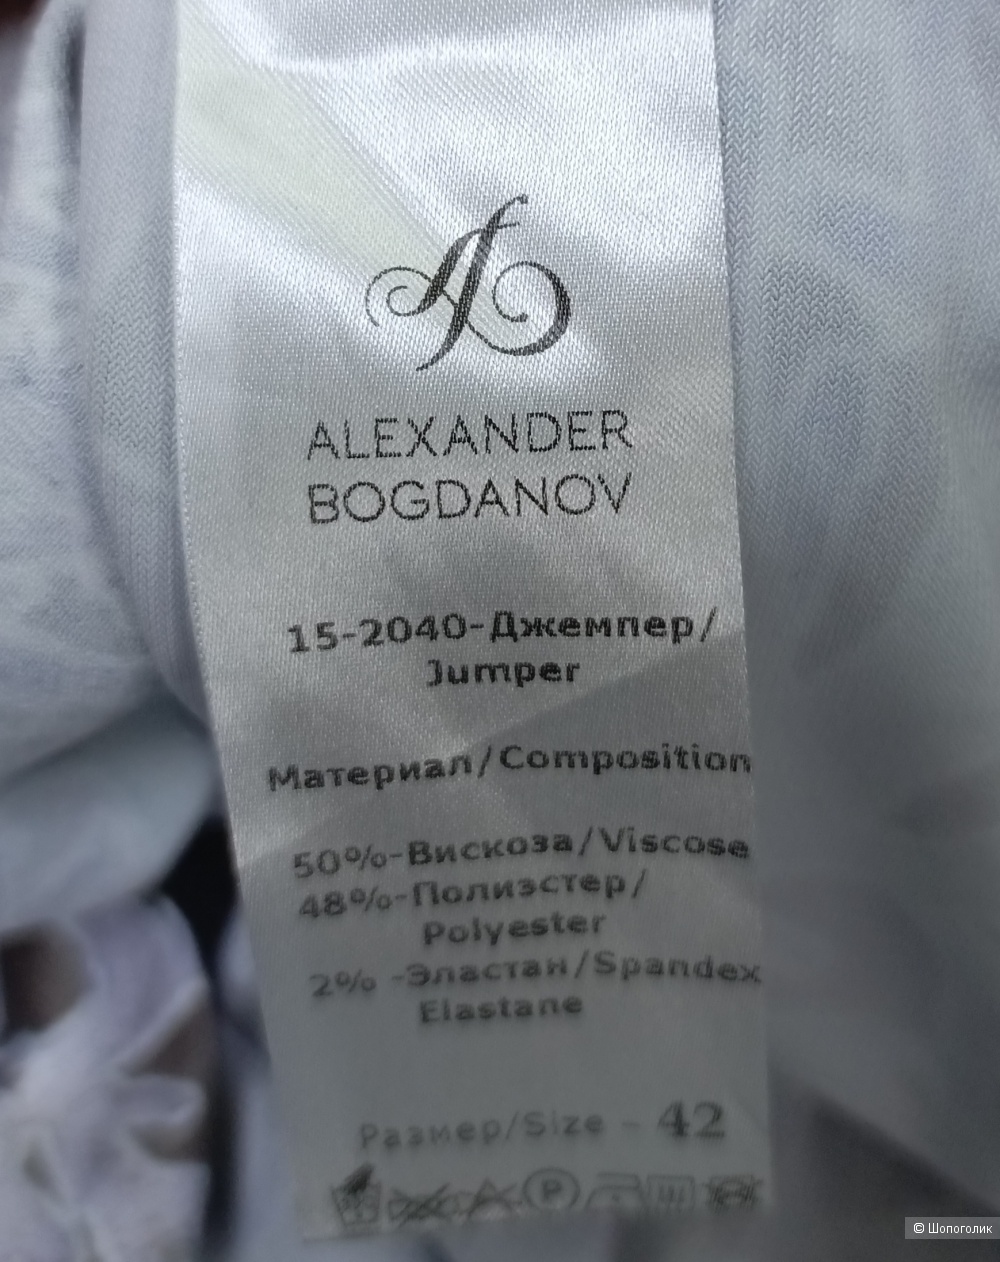 ALEXANDER
BOGDANOV
15-2040-Джемпер/
Jumper
Материал/Composition
50%-Вискоза/Viscose
48%-Полиэстер/
Polyester
2% -Эластан/Spandex
Elastane
Размер/Size - 42
P
© Шопоголик